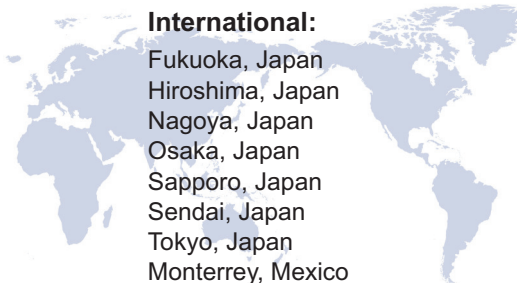 International:
Fukuoka, Japan
Hiroshima, Japan
Nagoya, Japan
Osaka, Japan
Sapporo, Japan
Sendai, Japan
Tokyo, Japan
Monterrey, Mexico